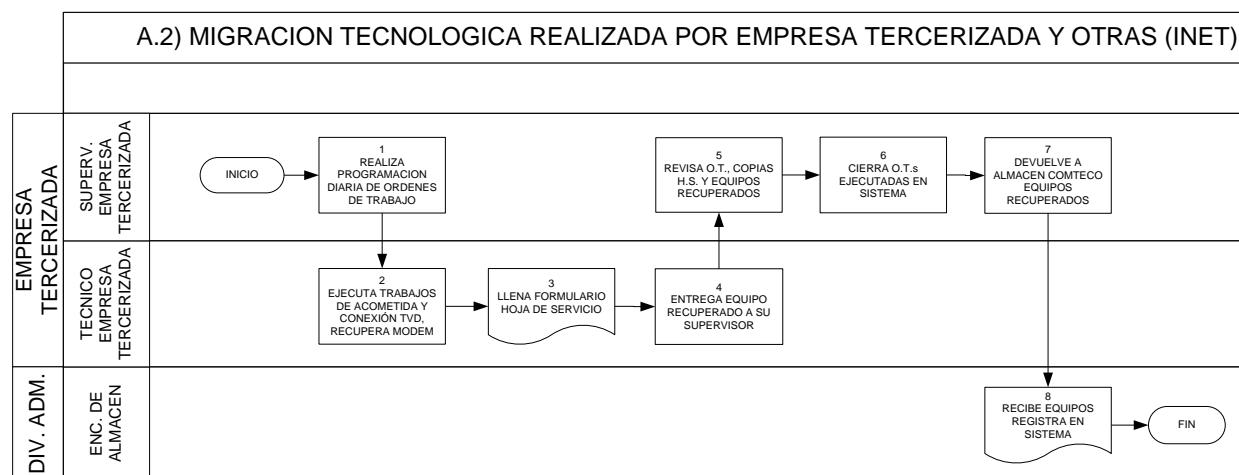 A.2) MIGRACION TECNOLOGICA REALIZADA POR EMPRESA TERCERIZADA Y OTRAS (INET)
EMPRESA
TERCERIZADA
SUPERV.
EMPRESA
TERCERIZADA
INICIO
1
REALIZA
PROGRAMACION
DIARIA DE ORDENES
DE TRABAJO
5
REVISA O.T., COPIAS
H.S. Y EQUIPOS
RECUPERADOS
6
CIERRA O.T.s
EJECUTADAS EN
SISTEMA
7
DEVUELVE A
ALMACEN COMTECO
EQUIPOS
RECUPERADOS
TECNICO
EMPRESA
TERCERIZADA
2
EJECUTA TRABAJOS
DE ACOMETIDA Y
CONEXIÓN TVD,
RECUPERA MODEM
3
LLENA FORMULARIO
HOJA DE SERVICIO
4
ENTREGA EQUIPO
RECUPERADO A SU
SUPERVISOR
DIV. ADM.
ENC. DE
ALMACEN
8
RECIBE EQUIPOS
REGISTRA EN
SISTEMA
FIN